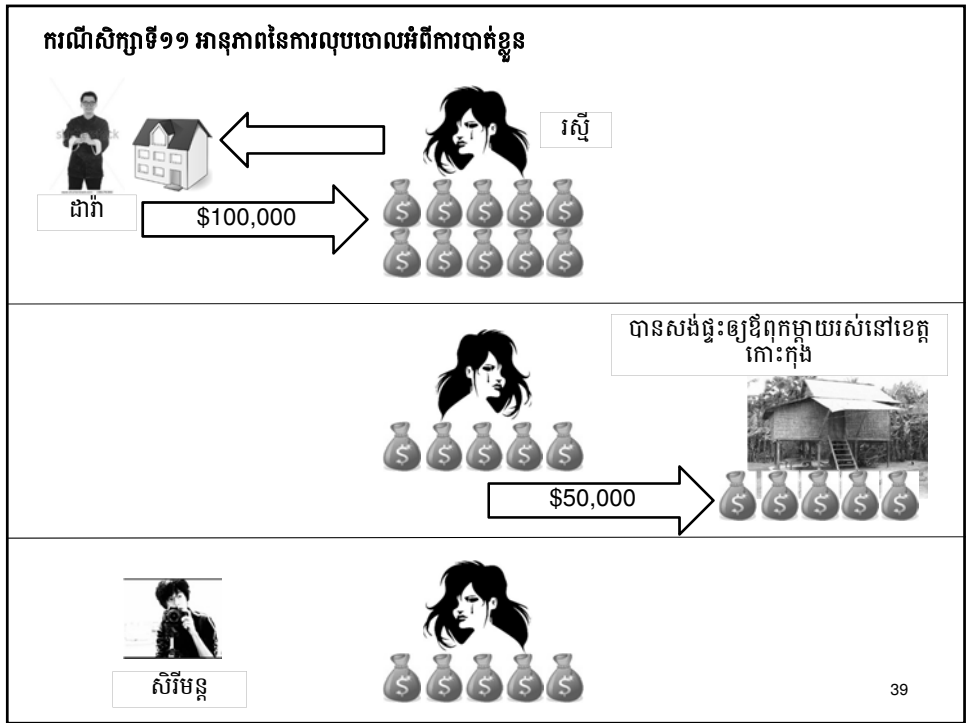 ករណីសិក្សាទី១១ អានុភាពនៃការលុបចោលអំពីការបាត់ខ្លួន
រស្មី
ដារ៉ា
$100,000
បានសង់ផ្ទះឲ្យឪពុកម្តាយរស់នៅខេត្ត
កោះកុង
$50,000
សិរីមន្ត
39